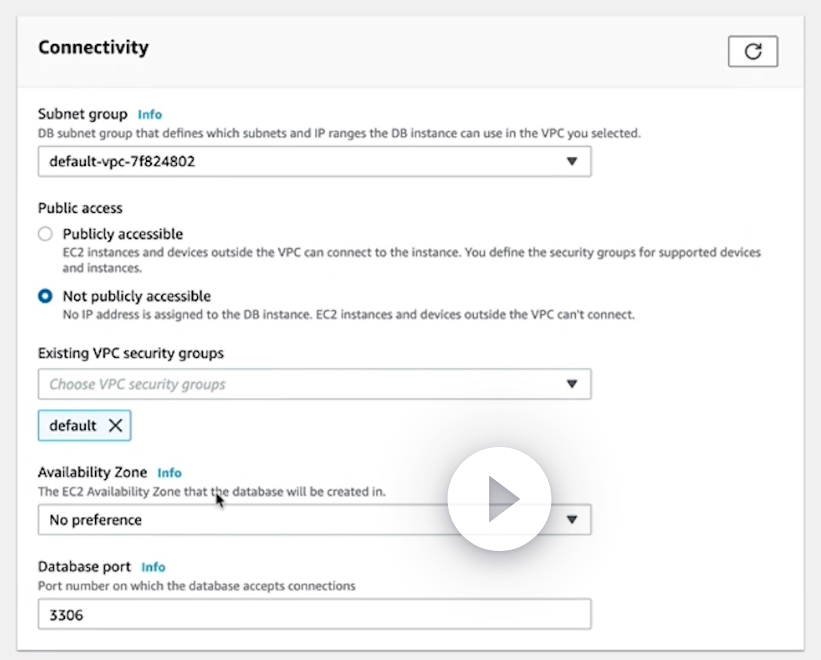 Connectivity
Subnet group Info
DB subnet group that defines which subnets and IP ranges the DB instance can use in the VPC you selected.
default-vpc-7f824802
Public access
Publicly accessible
EC2 instances and devices outside the VPC can connect to the instance. You define the security groups for supported devices
and instances.
Not publicly accessible
No IP address is assigned to the DB instance. EC2 instances and devices outside the VPC can't connect.
Existing VPC security groups
Choose VPC security groups
default
Availability Zone Info
The EC2 Availability Zone that the database will be created in.
No preference
Database port Info
Port number on which the database accepts connections
3306